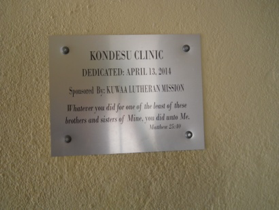 KONDESU CLINIC
DEDICATED: APRIL 13, 2014
Sponsored By: KUWAA LUTHERAN MISSION
Whatever you did for one of the least of these
brothers and sisters of Mine, you did unto Me.
Matthew 25:40